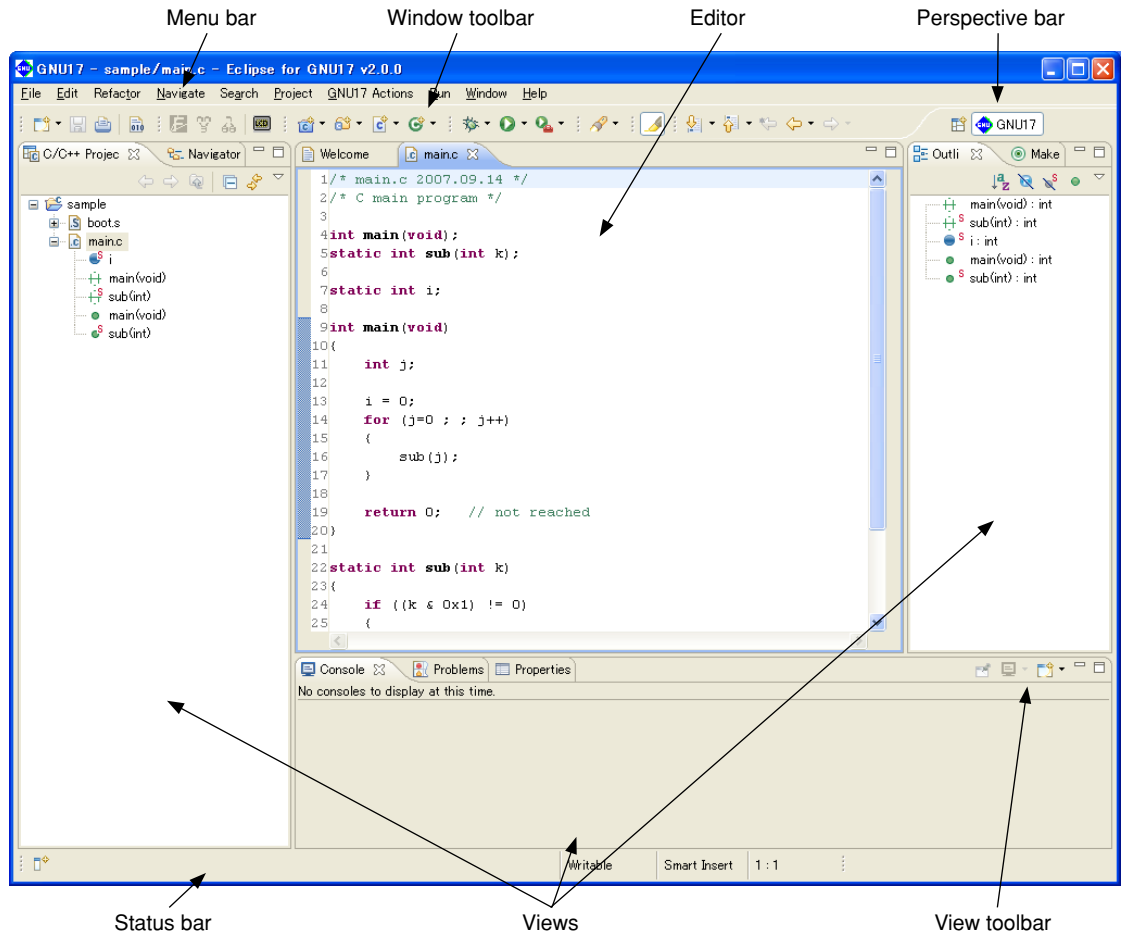 Menu bar
Window toolbar
Editor
Perspective bar
GNU17 - sample/main.c - Eclipse for GNU17 v2.0.0
File Edit Refactor Navigate Search Project GNU17 Actions Run Window Help
010
LCD
GNU17
C/C++ Projec
Navigator
Welcome
main.c
Outli
Make
sample
boot.s
main.c
i
main(void)
sub(int)
main(void)
sub(int)
1/* main.c 2007.09.14 */
2/* C main program */
3
4int main(void);
5static int sub(int k);
6
7static int i;
8
9int main(void)
10{
11 int j;
12
13 i = 0;
14 for (j=0 ; ; j++)
15 {
16 sub(j);
17 }
18
19 return 0; // not reached
20}
21
22static int sub(int k)
23{
24 if ((k & 0x1) != 0)
25 {
main(void) : int
sub(int) : int
i : int
main(void) : int
sub(int) : int
Console
Problems
Properties
No consoles to display at this time.
Writable
Smart Insert
1 : 1
Status bar
Views
View toolbar